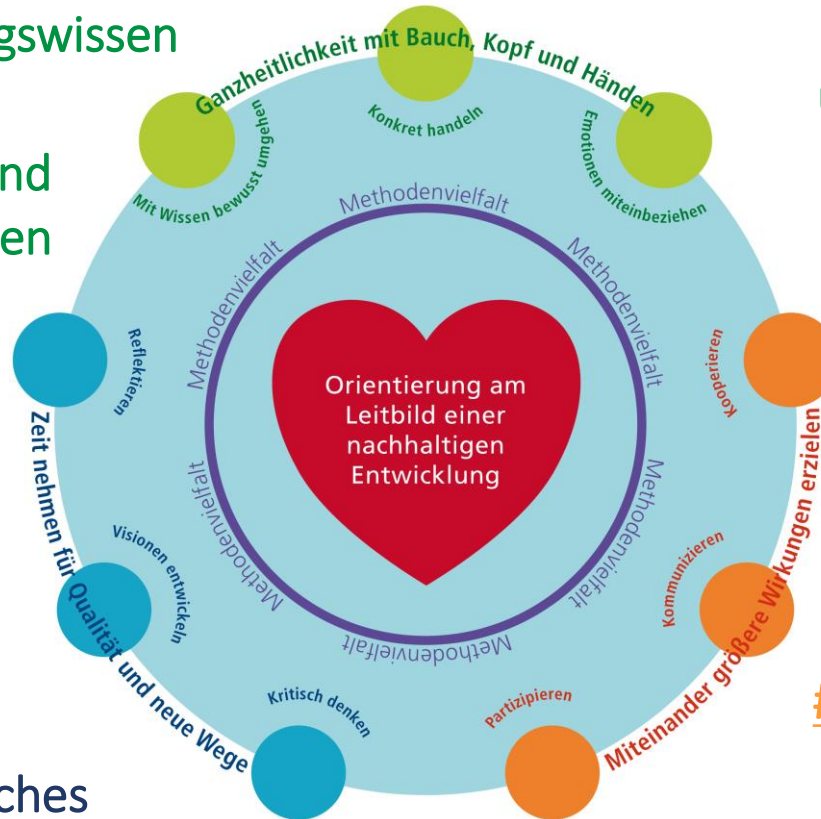 gswissen
Ganzheitlichkeit mit Bauch, Kopf und Händen
Konkret handeln
Mit Wissen bewusst umgehen
Emotionen miteinbeziehen
nd
en
Methodenvielfalt
Methodenvielfalt
Methodenvielfalt
Reflektieren
Kooperieren
Orientierung am
Leitbild einer
nachhaltigen
Entwicklung
Zeit nehmen für Qualität und neue Wege
Miteinander größere Wirkungen erzielen
Methodenvielfalt
Methodenvielfalt
Visionen entwickeln
Kommunizieren
Methodenvielfalt
Kritisch denken
Partizipieren
#
ches